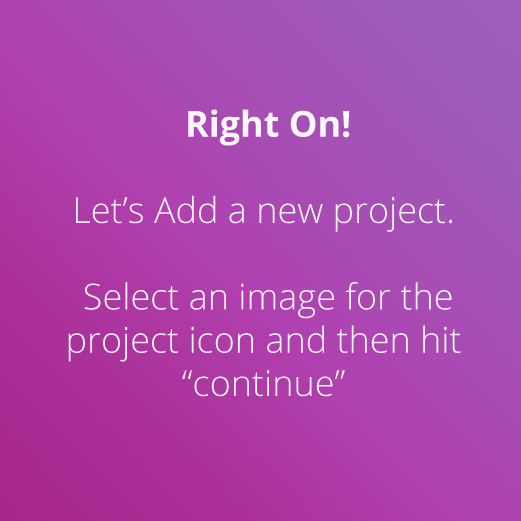 Right On!
Let’s Add a new project.
Select an image for the
project icon and then hit
“continue”